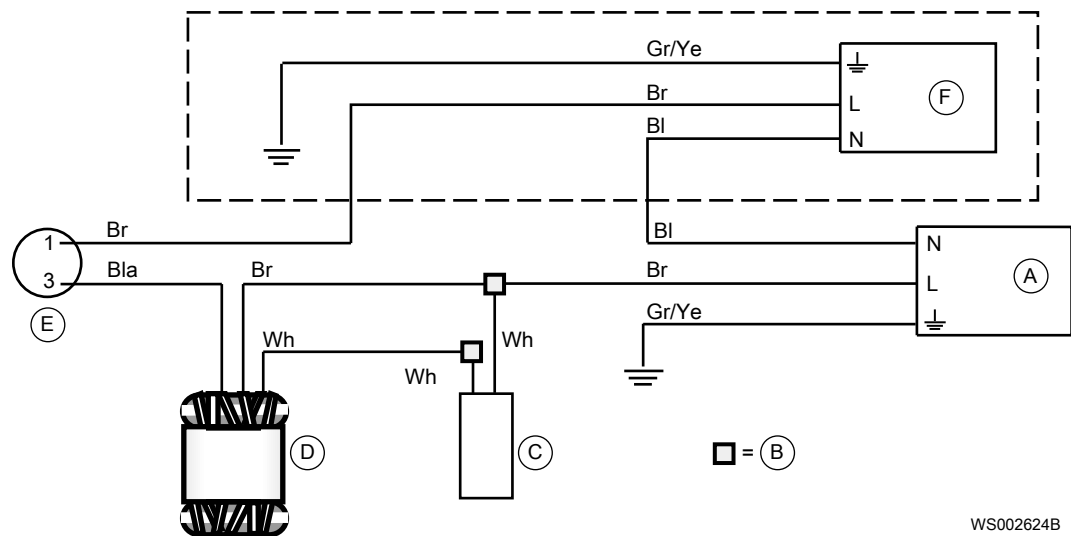 Gr/Ye
Br
L
F
Bl
N
1
Br
Bl
N
3
Bla
Br
Br
L
A
E
Gr/Ye
Wh
Wh
Wh
D
C
= B
WS002624B